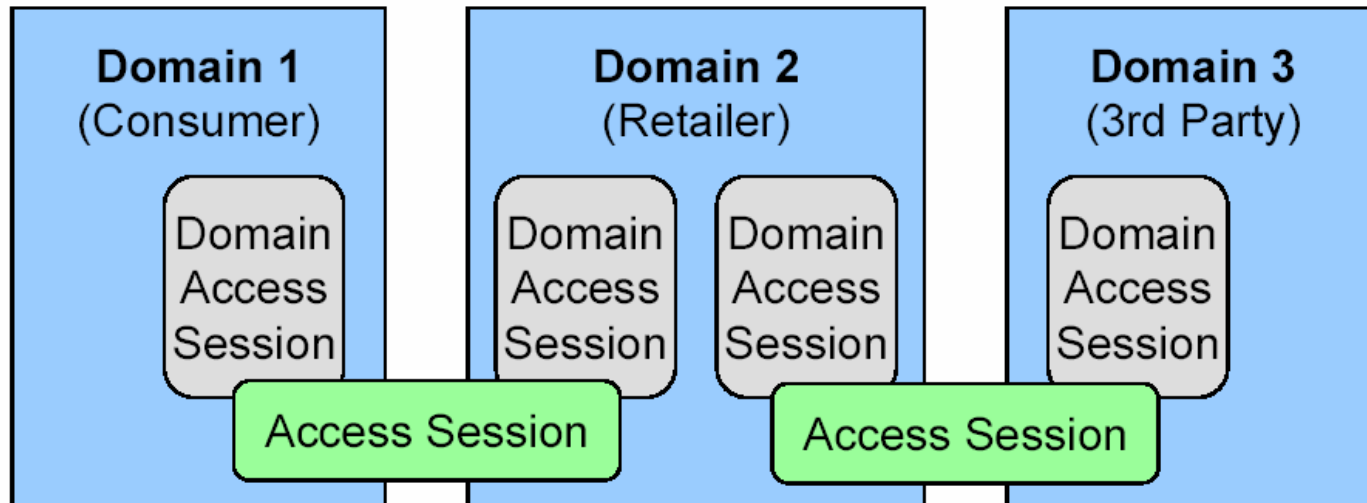 Domain 1
(Consumer)
Domain
Access
Session
Domain 2
(Retailer)
Domain
Access
Session
Domain
Access
Session
Domain 3
(3rd Party)
Domain
Access
Session
Access Session
Access Session